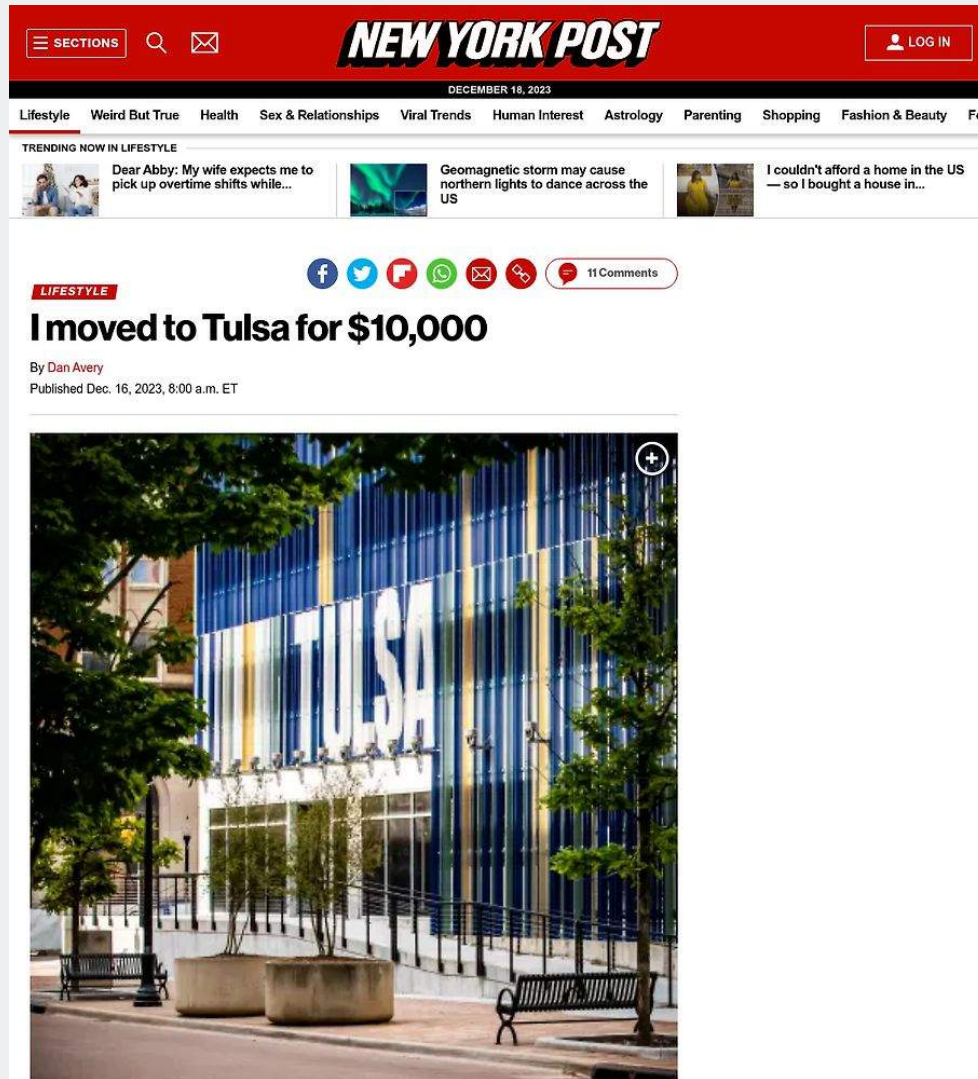 SECTIONS
NEW YORK POST
LOG IN
DECEMBER 18, 2023
Lifestyle Weird But True Health Sex & Relationships Viral Trends Human Interest Astrology Parenting Shopping Fashion & Beauty
TRENDING NOW IN LIFESTYLE
Dear Abby: My wife expects me to
pick up overtime shifts while...
Geomagnetic storm may cause
northern lights to dance across the
US
I couldn't afford a home in the US
— so I bought a house in...
11 Comments
LIFESTYLE
I moved to Tulsa for $10,000
By Dan Avery
Published Dec. 16, 2023, 8:00 a.m. ET
TULSA